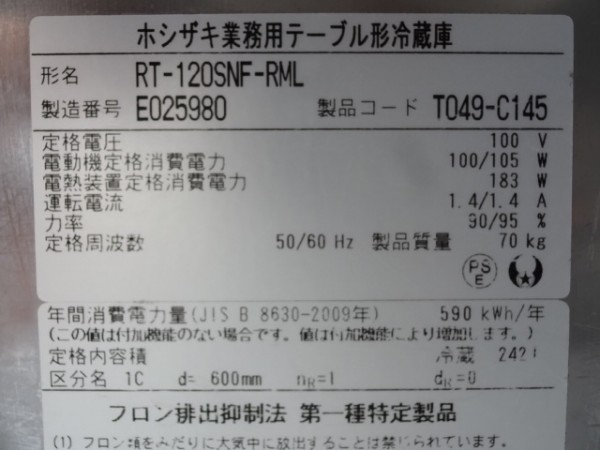 ホシザキ業務用テーブル形冷蔵庫
形名 RT-120SNF-RML
製造番号 E025980 製品コード T049-C145
定格電圧 100 V
電動機定格消費電力 100/105 W
電熱装置定格消費電力 183 W
運転電流 1.4/1.4 A
力率 90/95 %
定格周波数 50/60 Hz 製品質量 70 kg
PS E
年間消費電力量(JIS B 8630-2009年) 590 kWh/年
(この値は付加機能のない場合です。値は付加機能により増加します。)
定格内容積 冷蔵 242ℓ
区分名 1C d= 600mm nR=1 dR=0
フロン排出抑制法 第一種特定製品
(1) フロン類をみだりに大気中に放出することは禁じられています。